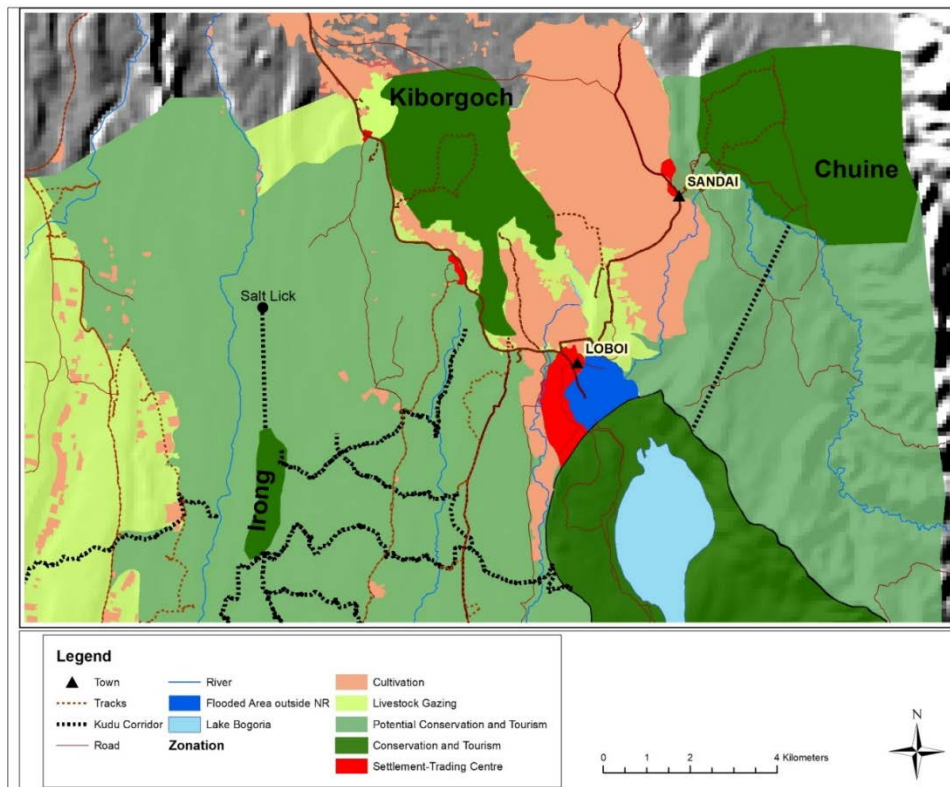 Kiborgoch
Chuine
SANDAI
Salt Lick
LOBOI
Irong
Legend
Town
Tracks
Kudu Corridor
Road
River
Flooded Area outside NR
Lake Bogoria
Zonation
Cultivation
Livestock Gazing
Potential Conservation and Tourism
Conservation and Tourism
Settlement-Trading Centre
N
0 1 2 4 Kilometers